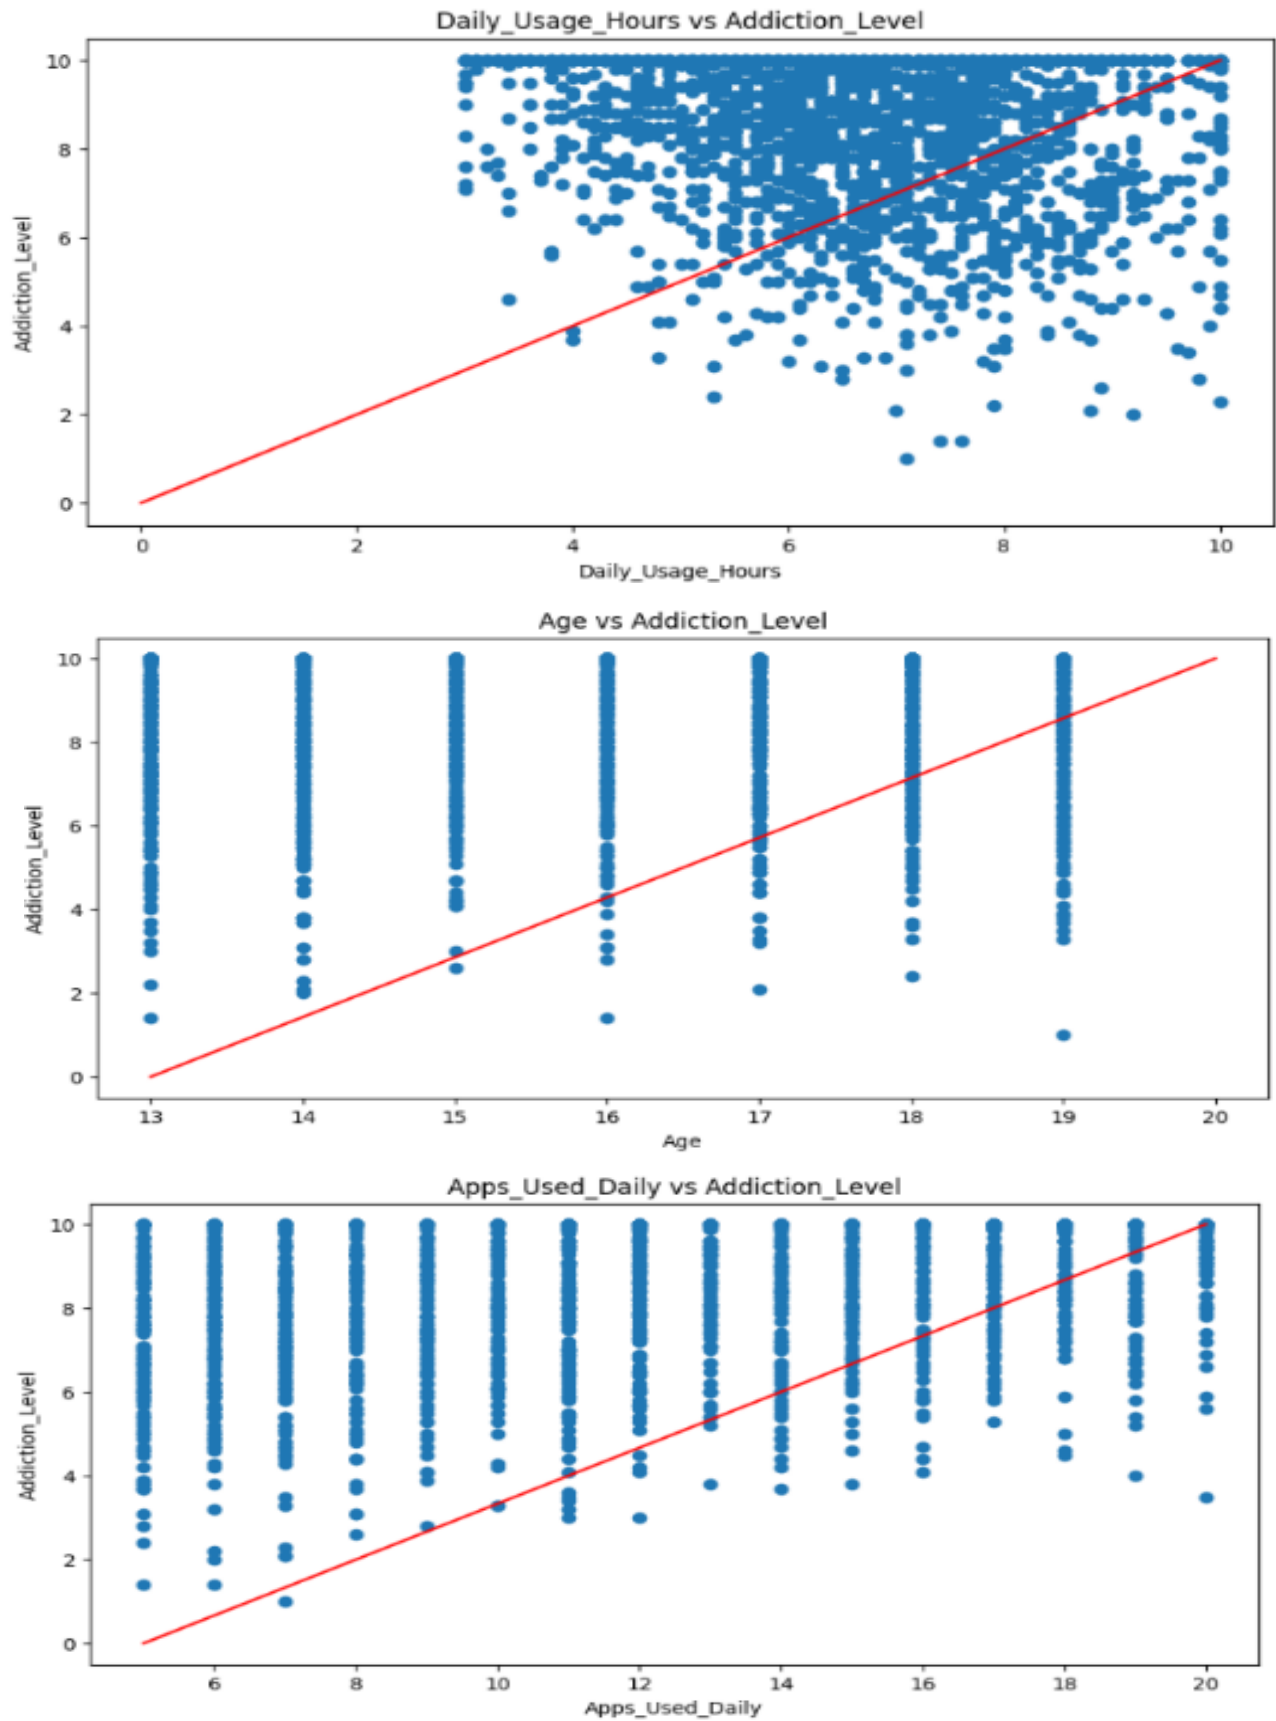 Daily_Usage_Hours vs Addiction_Level
10
8
6
4
2
0
Addiction_Level
0 2 4 6 8 10
Daily_Usage_Hours
Age vs Addiction_Level
10
8
6
4
2
0
Addiction_Level
13 14 15 16 17 18 19 20
Age
Apps_Used_Daily vs Addiction_Level
10
8
6
4
2
0
Addiction_Level
6 8 10 12 14 16 18 20
Apps_Used_Daily